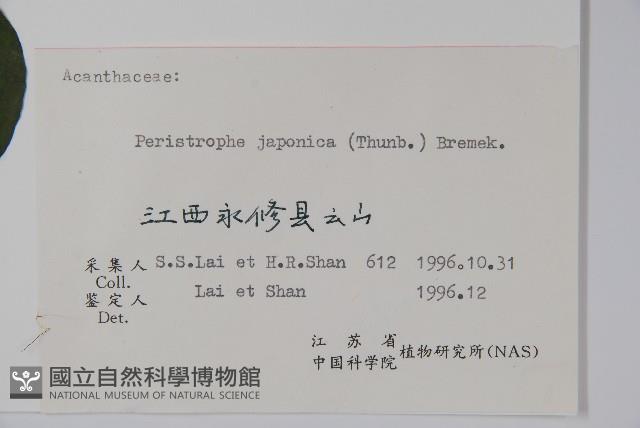 Acanthaceae:
Peristrophe japonica (Thunb.) Bremek.
江西永修县云山
采集人 S.S.Lai et H.R.Shan 612 1996.10.31
Coll.
鉴定人 Lai et Shan 1996.12
Det.
江苏省
中国科学院 植物研究所(NAS)
國立自然科學博物館
NATIONAL MUSEUM OF NATURAL SCIENCE